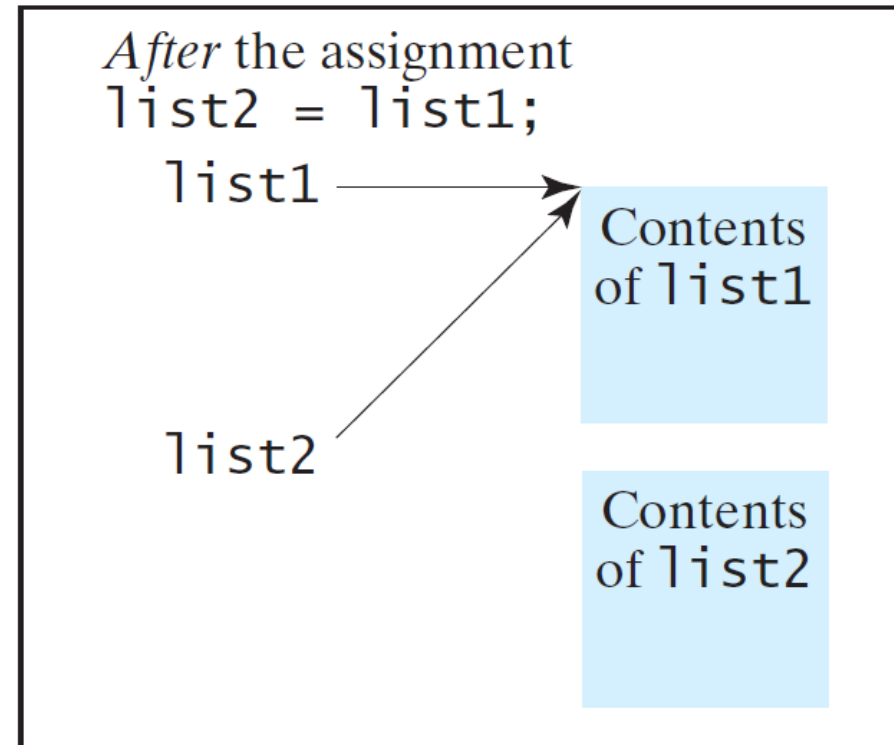 After the assignment
list2 = list1;
list1
Contents
of list1
list2
Contents
of list2